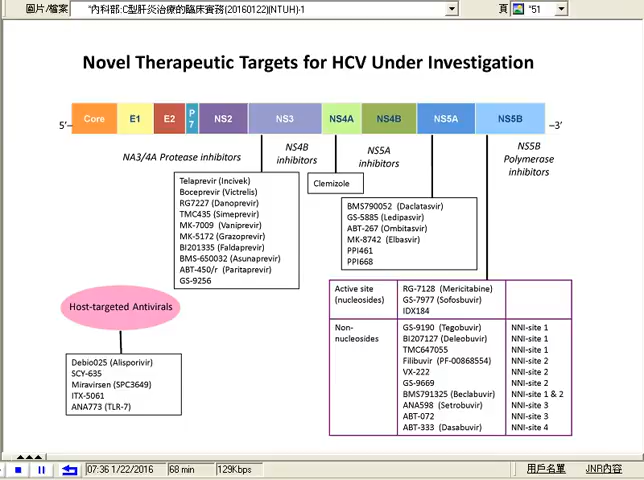 圖片/檔案
"內科部:C型肝炎治療的臨床實務(20160122)(NTUH)-1
頁
"51
Novel Therapeutic Targets for HCV Under Investigation
5'–
Core
E1
E2
P
7
NS2
NS3
NS4A
NS4B
NS5A
NS5B
–3'
NA3/4A Protease inhibitors
NS4B
inhibitors
NS5A
inhibitors
NS5B
Polymerase
inhibitors
Telaprevir (Incivek)
Boceprevir (Victrelis)
RG7227 (Danoprevir)
TMC435 (Simeprevir)
MK-7009 (Vaniprevir)
MK-5172 (Grazoprevir)
BI201335 (Faldaprevir)
BMS-650032 (Asunaprevir)
ABT-450/r (Paritaprevir)
GS-9256
Clemizole
BMS790052 (Daclatasvir)
GS-5885 (Ledipasvir)
ABT-267 (Ombitasvir)
MK-8742 (Elbasvir)
PPI461
PPI668
Host-targeted Antivirals
Debio025 (Alisporivir)
SCY-635
Miravirsen (SPC3649)
ITX-5061
ANA773 (TLR-7)
Active site
(nucleosides)
RG-7128 (Mericitabine)
GS-7977 (Sofosbuvir)
IDX184
Non-
nucleosides
GS-9190 (Tegobuvir) NNI-site 1
BI207127 (Deleobuvir) NNI-site 1
TMC647055 NNI-site 1
Filibuvir (PF-00868554) NNI-site 2
VX-222 NNI-site 2
GS-9669 NNI-site 2
BMS791325 (Beclabuvir) NNI-site 1 & 2
ANA598 (Setrobuvir) NNI-site 3
ABT-072 NNI-site 3
ABT-333 (Dasabuvir) NNI-site 4
07:36 1/22/2016
68 min
129Kbps
用戶名單
JNR內容